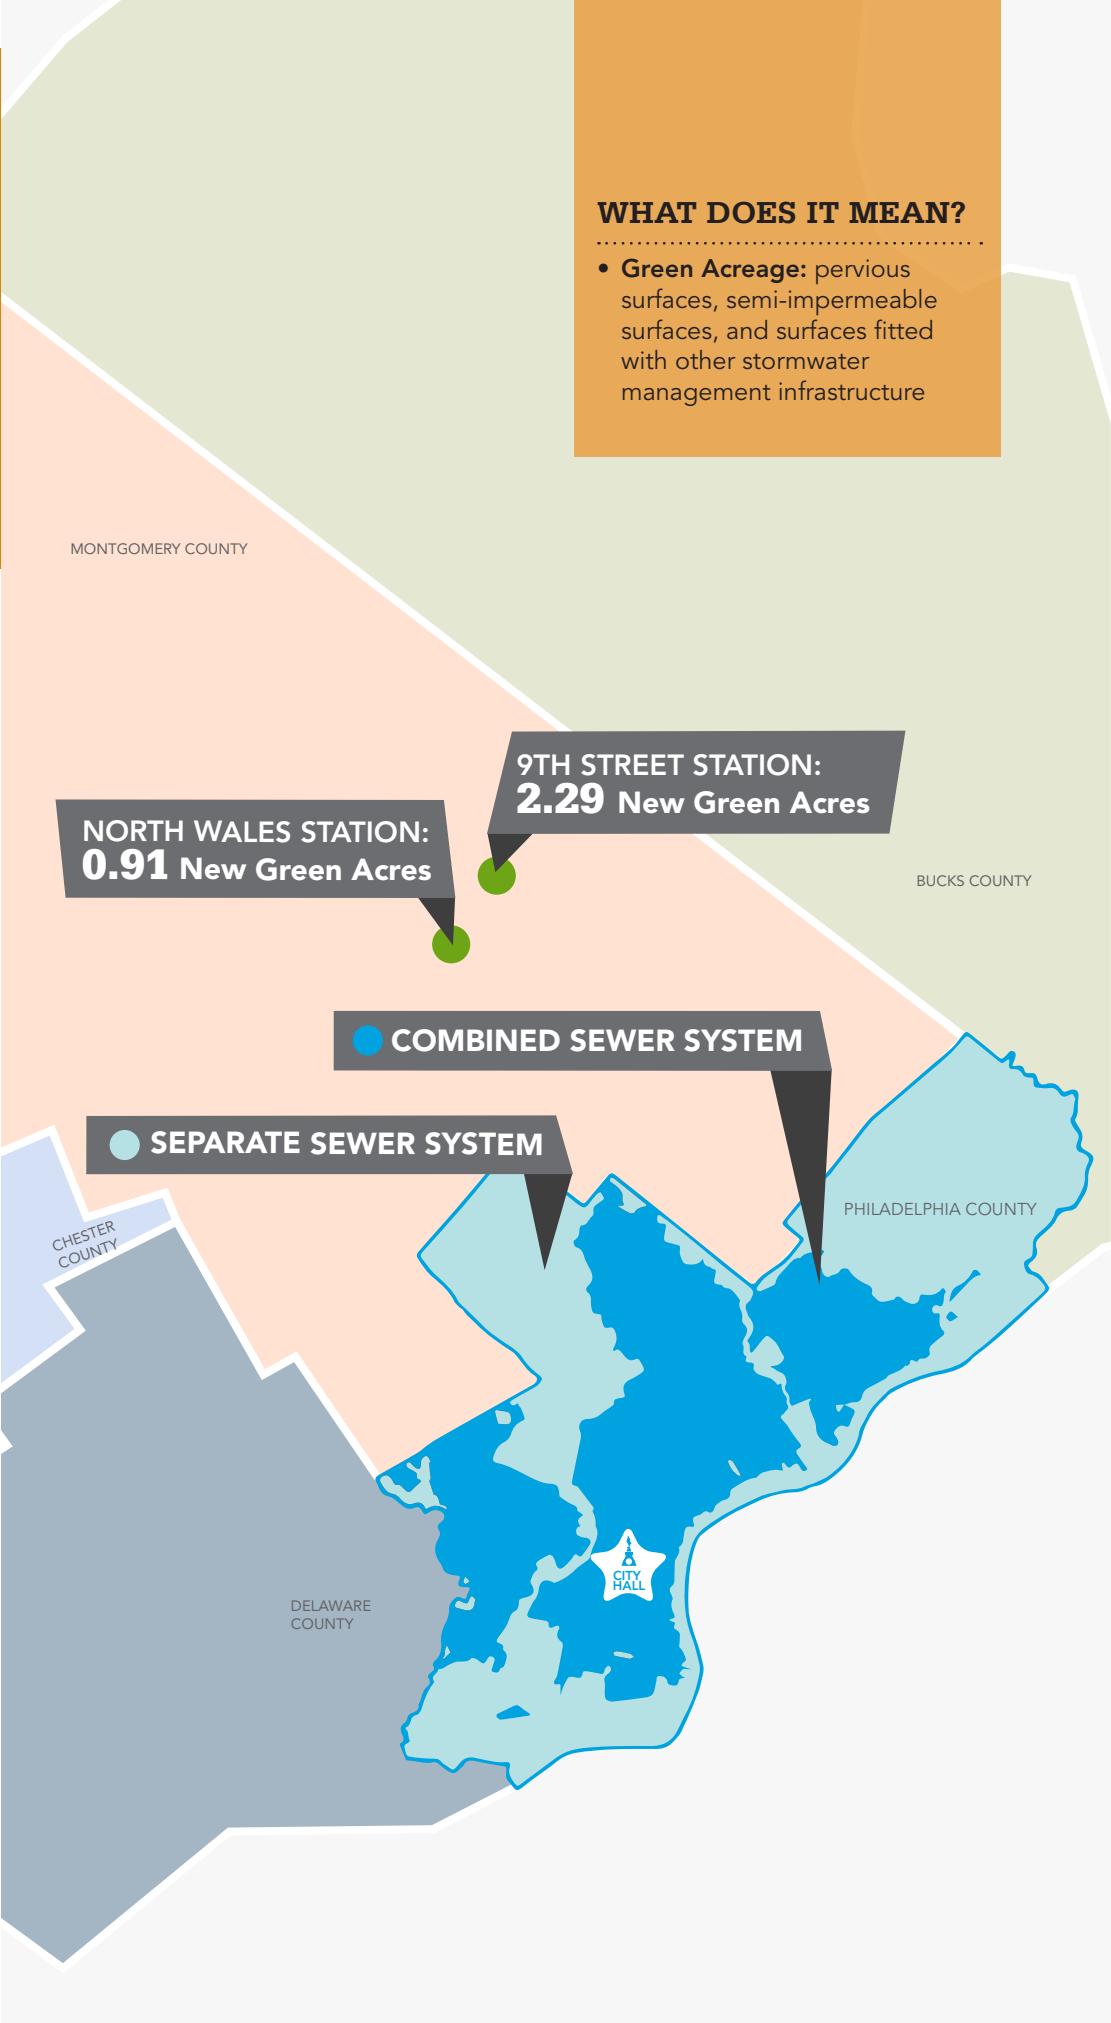 WHAT DOES IT MEAN?
• Green Acreage: pervious
surfaces, semi-impermeable
surfaces, and surfaces fitted
with other stormwater
management infrastructure
MONTGOMERY COUNTY
9TH STREET STATION:
2.29 New Green Acres
NORTH WALES STATION:
0.91 New Green Acres
BUCKS COUNTY
COMBINED SEWER SYSTEM
SEPARATE SEWER SYSTEM
PHILADELPHIA COUNTY
CHESTER
COUNTY
CITY
HALL
DELAWARE
COUNTY